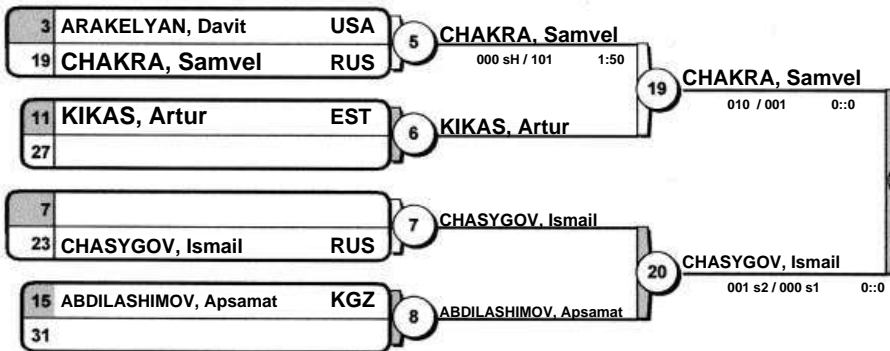 3 ARAKELYAN, Davit USA
19 CHAKRA, Samvel RUS
5
CHAKRA, Samvel
000 sH / 101 1:50
11 KIKAS, Artur EST
27
6
KIKAS, Artur
19
CHAKRA, Samvel
010 / 001 0::0
7
23 CHASYGOV, Ismail RUS
7
CHASYGOV, Ismail
15 ABDILASHIMOV, Apsamat KGZ
31
8
ABDILASHIMOV, Apsamat
20
CHASYGOV, Ismail
001 s2 / 000 s1 0::0